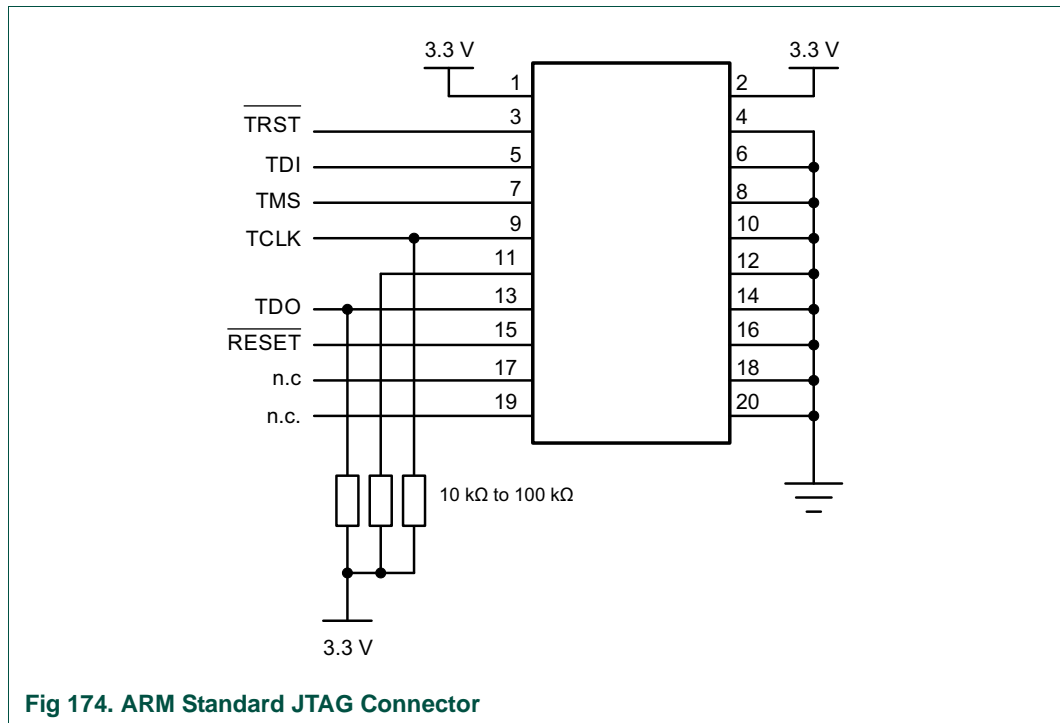 3.3 V
3.3 V
1
2
TRST
3
4
TDI
5
6
TMS
7
8
TCLK
9
10
11
12
TDO
13
14
RESET
15
16
n.c
17
18
n.c.
19
20
10 kΩ to 100 kΩ
3.3 V
Fig 174. ARM Standard JTAG Connector